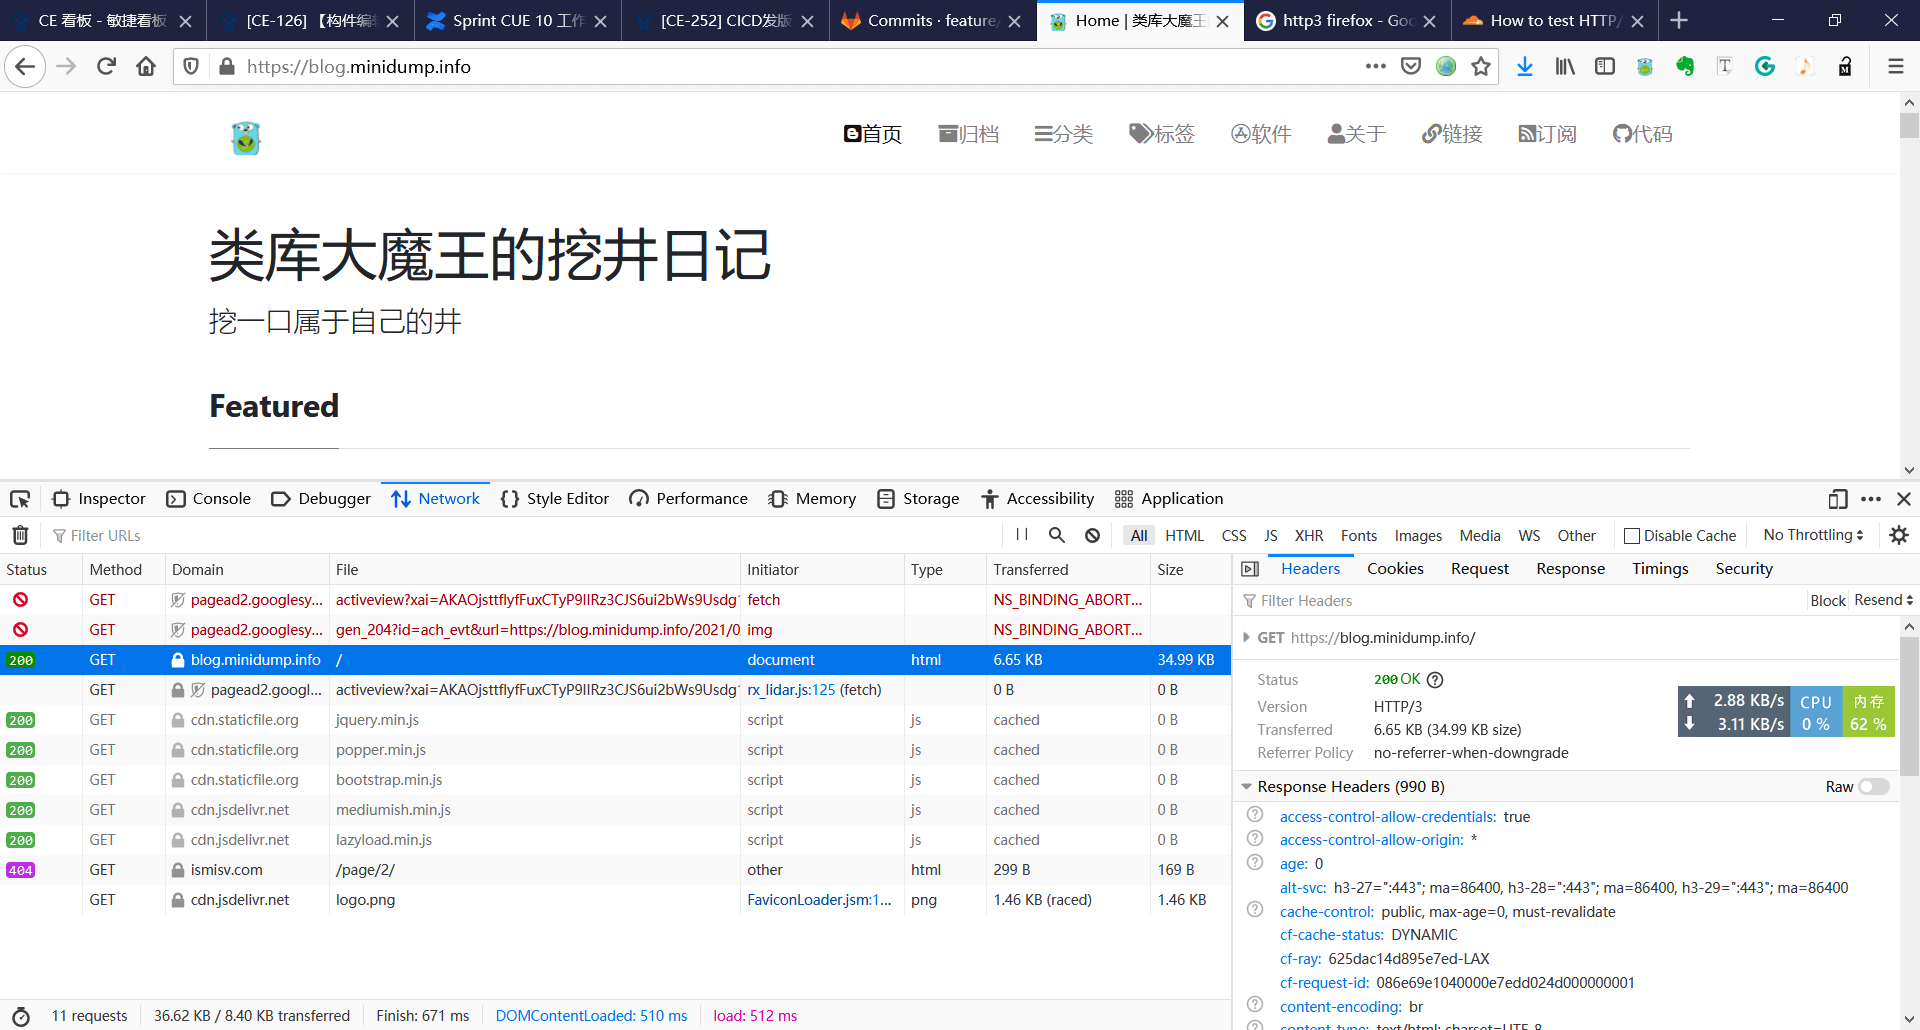 CE 看板 - 敏捷看板
[CE-126] 【构件编辑
Sprint CUE 10 工作
[CE-252] CICD发版
Commits · feature/
Home | 类库大魔王
http3 firefox - Goo
How to test HTTP/
https://blog.minidump.info
首页 归档 分类 标签 软件 关于 链接 订阅 代码
类库大魔王的挖井日记
挖一口属于自己的井
Featured
Inspector Console Debugger Network Style Editor Performance Memory Storage Accessibility Application
Filter URLs
All HTML CSS JS XHR Fonts Images Media WS Other Disable Cache No Throttling
Status Method Domain File Initiator Type Transferred Size
GET pagead2.googlesy... activeview?xai=AKAOjsttflyfFuxCTyP9IIRz3CJS6ui2bWs9Usdg fetch NS_BINDING_ABORT...
GET pagead2.googlesy... gen_204?id=ach_evt&url=https://blog.minidump.info/2021/0 img NS_BINDING_ABORT...
200 GET blog.minidump.info / document html 6.65 KB 34.99 KB
GET pagead2.googl... activeview?xai=AKAOjsttflyfFuxCTyP9IIRz3CJS6ui2bWs9Usdg rx_lidar.js:125 (fetch) 0 B 0 B
200 GET cdn.staticfile.org jquery.min.js script js cached 0 B
200 GET cdn.staticfile.org popper.min.js script js cached 0 B
200 GET cdn.staticfile.org bootstrap.min.js script js cached 0 B
200 GET cdn.jsdelivr.net mediumish.min.js script js cached 0 B
200 GET cdn.jsdelivr.net lazyload.min.js script js cached 0 B
404 GET ismisv.com /page/2/ other html 299 B 169 B
GET cdn.jsdelivr.net logo.png FaviconLoader.jsm:1... png 1.46 KB (raced) 1.46 KB
11 requests 36.62 KB / 8.40 KB transferred Finish: 671 ms DOMContentLoaded: 510 ms load: 512 ms
Headers Cookies Request Response Timings Security
Filter Headers Block Resend
GET https://blog.minidump.info/
Status 200 OK
Version HTTP/3
Transferred 6.65 KB (34.99 KB size)
Referrer Policy no-referrer-when-downgrade
2.88 KB/s CPU 内存
3.11 KB/s 0 % 62 %
Response Headers (990 B) Raw
access-control-allow-credentials: true
access-control-allow-origin: *
age: 0
alt-svc: h3-27=":443"; ma=86400, h3-28=":443"; ma=86400, h3-29=":443"; ma=86400
cache-control: public, max-age=0, must-revalidate
cf-cache-status: DYNAMIC
cf-ray: 625dac14d895e7ed-LAX
cf-request-id: 086e69e1040000e7edd024d000000001
content-encoding: br
content-type: text/html; charset=UTF-8